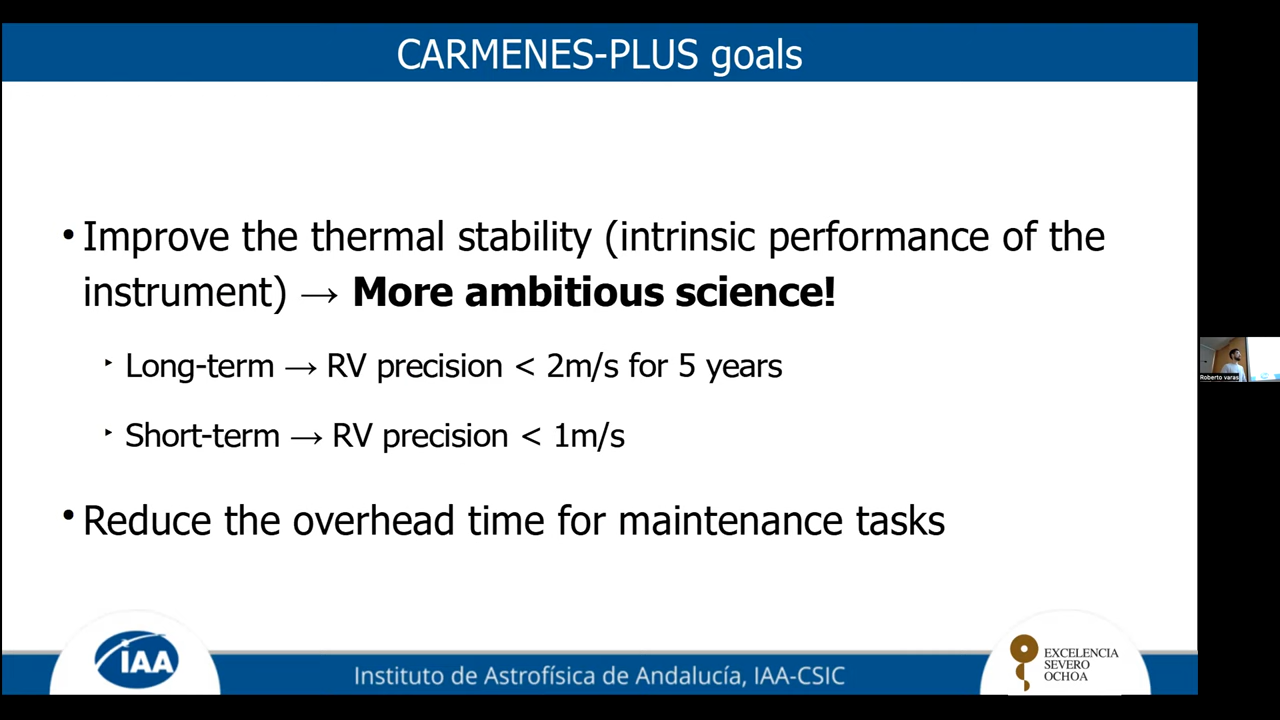 CARMENES-PLUS goals
• Improve the thermal stability (intrinsic performance of the
instrument) → More ambitious science!
‣ Long-term → RV precision < 2m/s for 5 years
‣ Short-term → RV precision < 1m/s
• Reduce the overhead time for maintenance tasks
Roberto varas
IAA
Instituto de Astrofísica de Andalucía, IAA-CSIC
EXCELENCIA
SEVERO
OCHOA